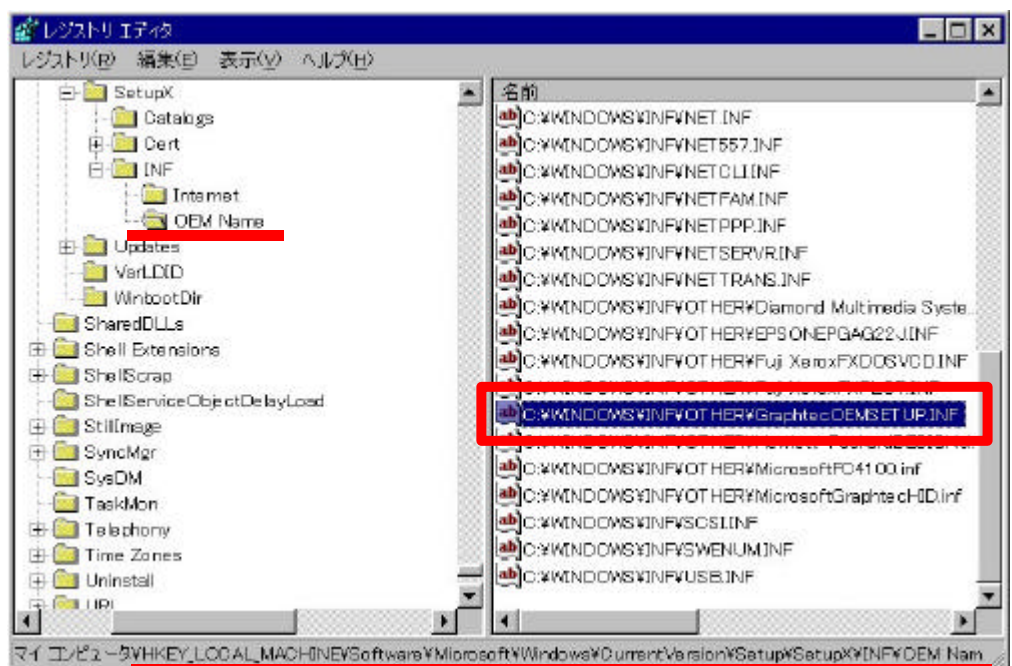 レジストリ エディタ
レジストリ(R) 編集(E) 表示(V) ヘルプ(H)
SetupX
Catalogs
Cert
INF
Internet
OEM Name
Updates
VarLDID
WinbootDir
SharedDLLs
Shell Extensions
ShellScrap
ShellServiceObjectDelayLoad
StillImage
SyncMgr
SysDM
TaskMon
Telephony
Time Zones
Uninstall
URL
名前
C:¥WINDOWS¥INF¥NET.INF
C:¥WINDOWS¥INF¥NET557.INF
C:¥WINDOWS¥INF¥NETCLI.INF
C:¥WINDOWS¥INF¥NETFAM.INF
C:¥WINDOWS¥INF¥NETPPP.INF
C:¥WINDOWS¥INF¥NETSERVR.INF
C:¥WINDOWS¥INF¥NETTRANS.INF
C:¥WINDOWS¥INF¥OTHER¥Diamond Multimedia Syste...
C:¥WINDOWS¥INF¥OTHER¥EPSONEPGAG22J.INF
C:¥WINDOWS¥INF¥OTHER¥Fuji XeroxFXDOSVCD.INF
C:¥WINDOWS¥INF¥OTHER¥GraphtecOEMSETUP.INF
C:¥WINDOWS¥INF¥OTHER¥MicrosoftFC4100.inf
C:¥WINDOWS¥INF¥OTHER¥MicrosoftGraphtecHID.inf
C:¥WINDOWS¥INF¥SCSI.INF
C:¥WINDOWS¥INF¥SWENUM.INF
C:¥WINDOWS¥INF¥USB.INF
マイ コンピュータ¥HKEY_LOCAL_MACHINE¥Software¥Microsoft¥Windows¥CurrentVersion¥Setup¥SetupX¥INF¥OEM Nam